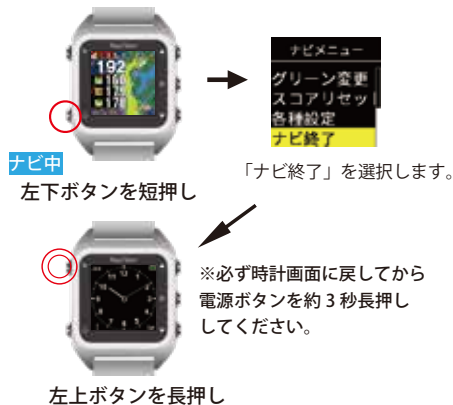 192
ナビメニュー
グリーン変更
スコアリセッ
各種設定
ナビ終了
ナビ中
左下ボタンを短押し
「ナビ終了」を選択します。
※必ず時計画面に戻してから
電源ボタンを約 3 秒長押し
してください。
左上ボタンを長押し